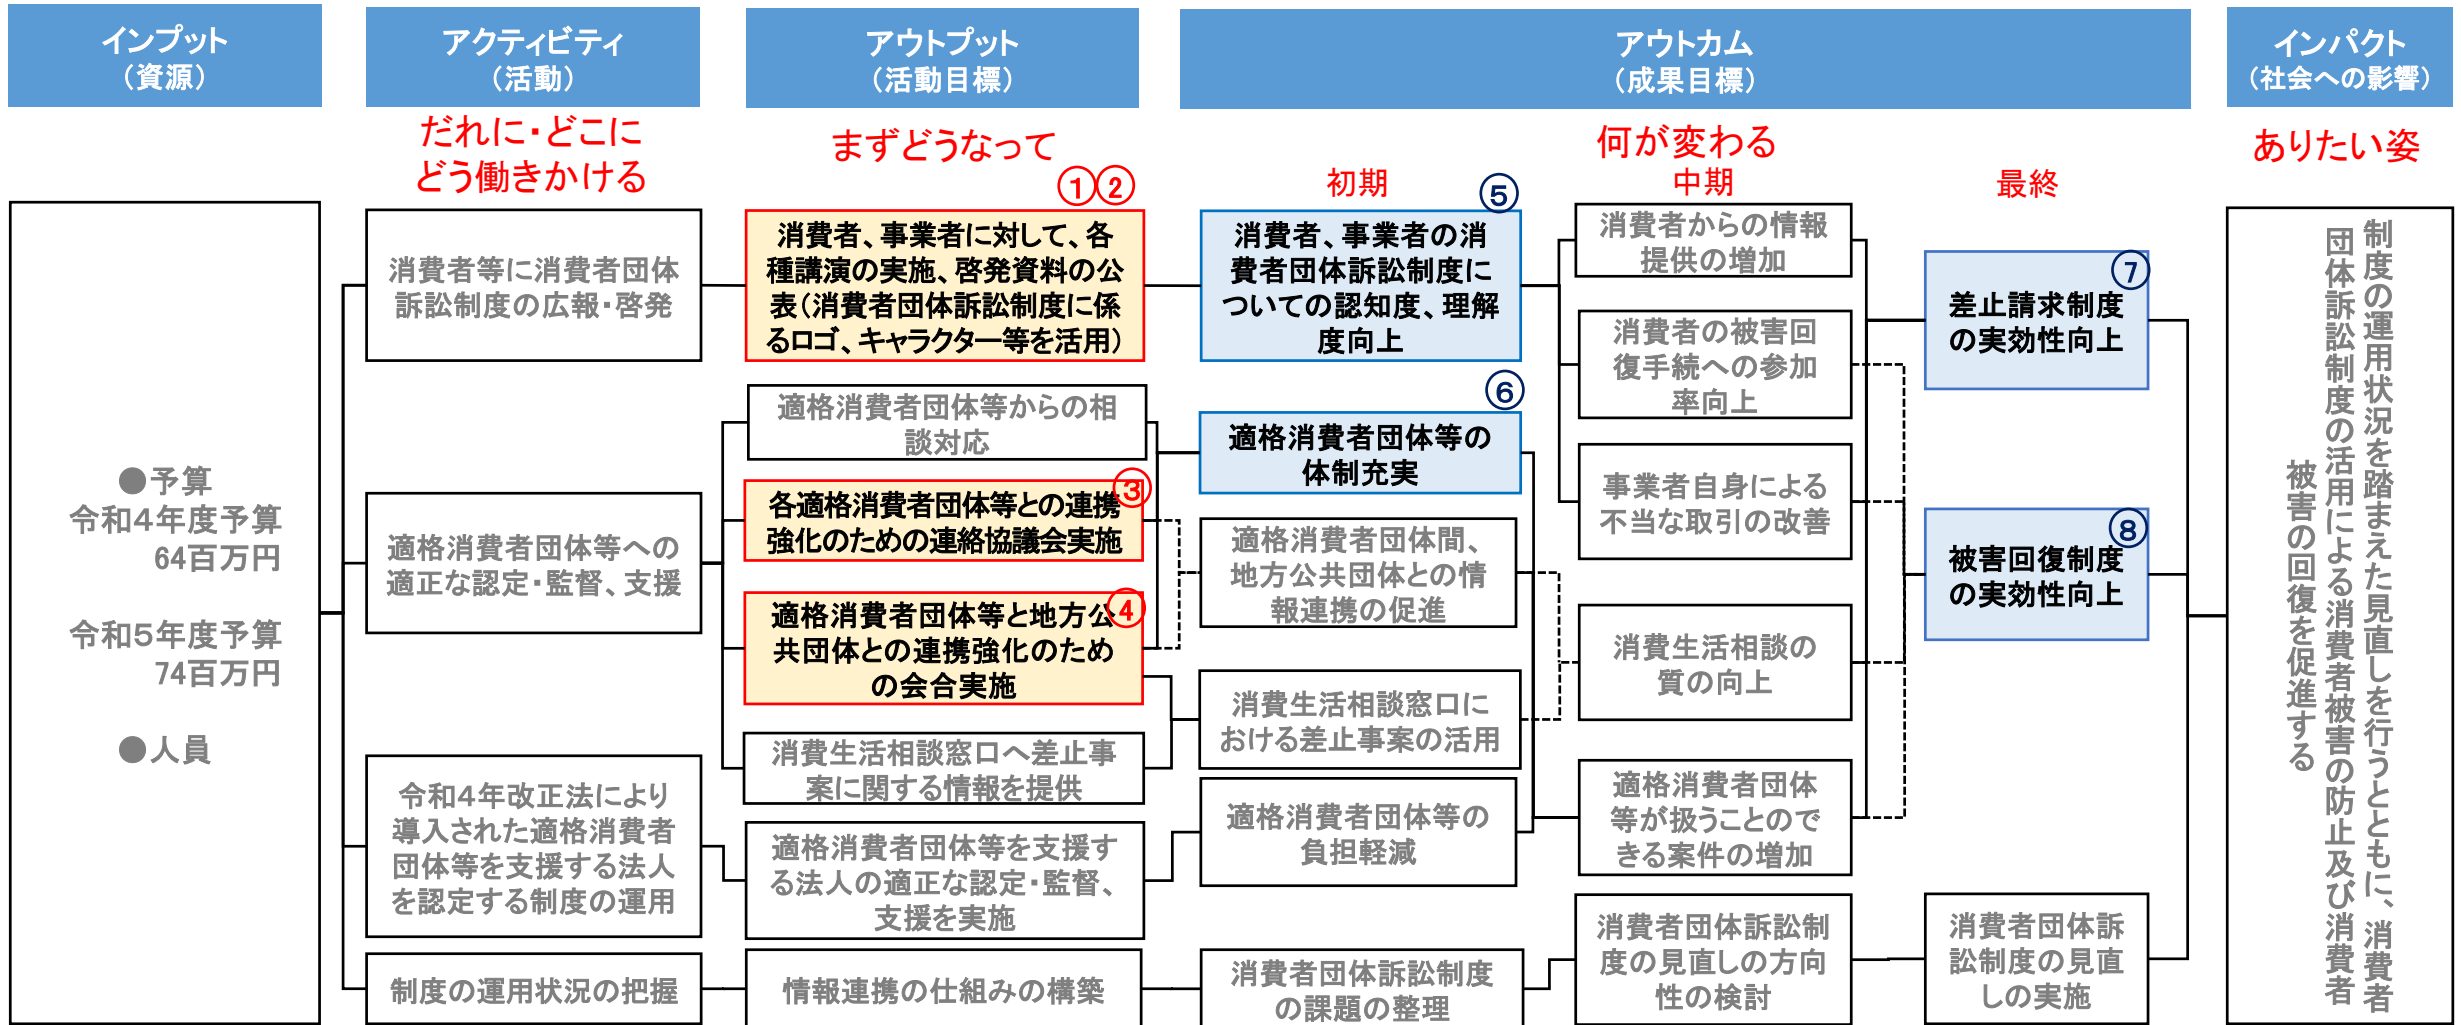 インプット
（資源）
アクティビティ
（活動）
アウトプット
（活動目標）
アウトカム
（成果目標）
インパクト
（社会への影響）
だれに・どこに
どう働きかける
まずどうなって
何が変わる
ありたい姿
初期
中期
最終
●予算
令和４年度予算
64百万円
令和５年度予算
74百万円
●人員
消費者等に消費者団体
訴訟制度の広報・啓発
適格消費者団体等への
適正な認定・監督、支援
令和４年改正法により
導入された適格消費者
団体等を支援する法人
を認定する制度の運用
制度の運用状況の把握
①②
消費者、事業者に対して、各
種講演の実施、啓発資料の公
表（消費者団体訴訟制度に係
るロゴ、キャラクター等を活用）
適格消費者団体等からの相
談対応
③
各適格消費者団体等との連携
強化のための連絡協議会実施
④
適格消費者団体等と地方公
共団体との連携強化のため
の会合実施
消費生活相談窓口へ差止事
案に関する情報を提供
適格消費者団体等を支援す
る法人の適正な認定・監督、
支援を実施
情報連携の仕組みの構築
⑤
消費者、事業者の消
費者団体訴訟制度に
ついての認知度、理解
度向上
⑥
適格消費者団体等の
体制充実
適格消費者団体間、
地方公共団体との情
報連携の促進
消費生活相談窓口に
おける差止事案の活用
適格消費者団体等の
負担軽減
消費者団体訴訟制度
の課題の整理
消費者からの情報
提供の増加
消費者の被害回
復手続への参加
率向上
事業者自身による
不当な取引の改善
消費生活相談の
質の向上
適格消費者団体
等が扱うことので
きる案件の増加
消費者団体訴訟制
度の見直しの方向
性の検討
⑦
差止請求制度
の実効性向上
⑧
被害回復制度
の実効性向上
消費者団体訴
訟制度の見直
しの実施
制度の運用状況を踏まえた見直しを行うとともに、消費者
団体訴訟制度の活用による消費者被害の防止及び消費者
被害の回復を促進する